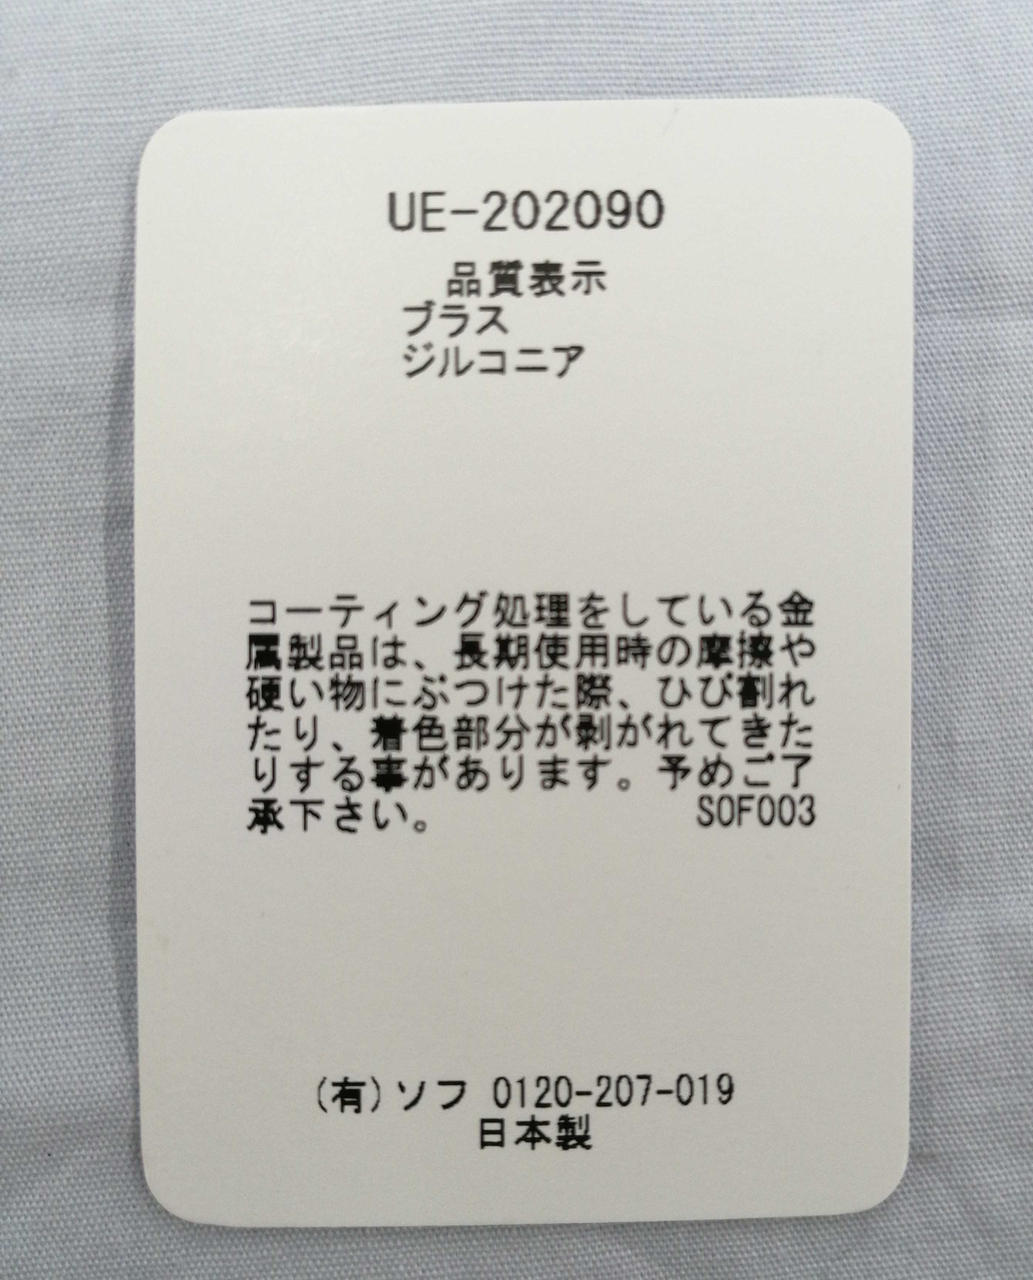 UE-202090
品質表示
ブラス
ジルコニア
コーティング処理をしている金
属製品は、長期使用時の摩擦や
硬い物にぶつけた際、ひび割れ
たり、着色部分が剥がれてきた
りする事があります。予めご了
承下さい。 SOF003
(有)ソフ 0120-207-019
日本製